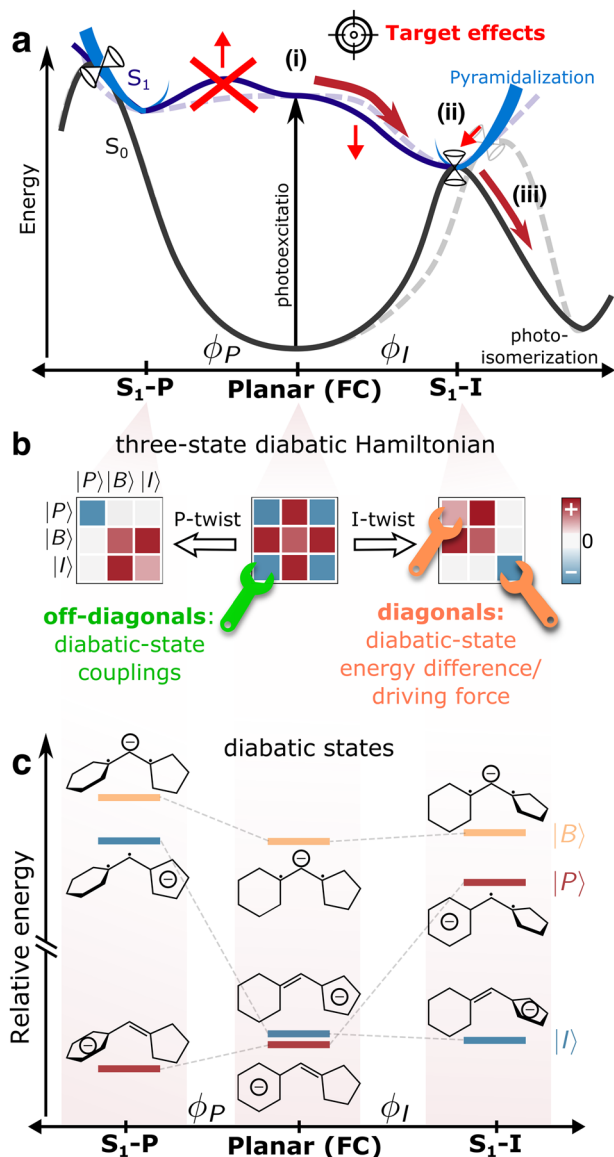 a
Target effects
S₁
(i)
Pyramidalization
(ii)
S₀
(iii)
Energy
photoexcitatio
photo-
isomerization
ϕP
ϕI
S₁-P
Planar (FC)
S₁-I
b
three-state diabatic Hamiltonian
|P⟩ |B⟩ |I⟩
|P⟩
|B⟩
|I⟩
P-twist
I-twist
+
0
−
off-diagonals:
diabatic-state
couplings
diagonals:
diabatic-state
energy difference/
driving force
c
diabatic states
Relative energy
−
−
−
−
−
−
−
−
−
|B⟩
|P⟩
|I⟩
ϕP
ϕI
S₁-P
Planar (FC)
S₁-I